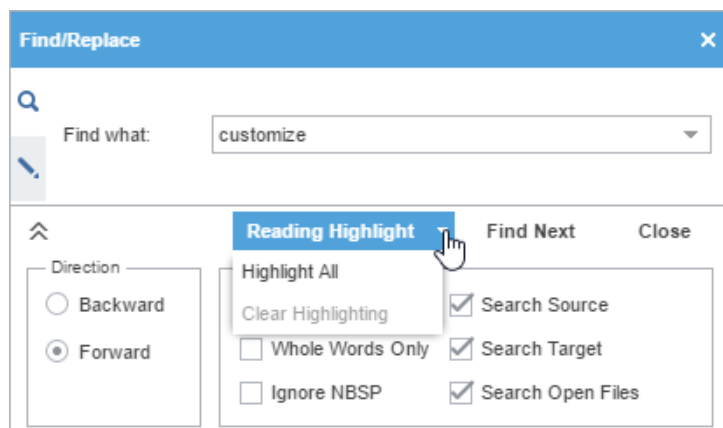 Find/Replace
Find what: customize
Reading Highlight Find Next Close
Direction
Highlight All
Backward
Clear Highlighting
Search Source
Forward
Whole Words Only
Search Target
Ignore NBSP
Search Open Files